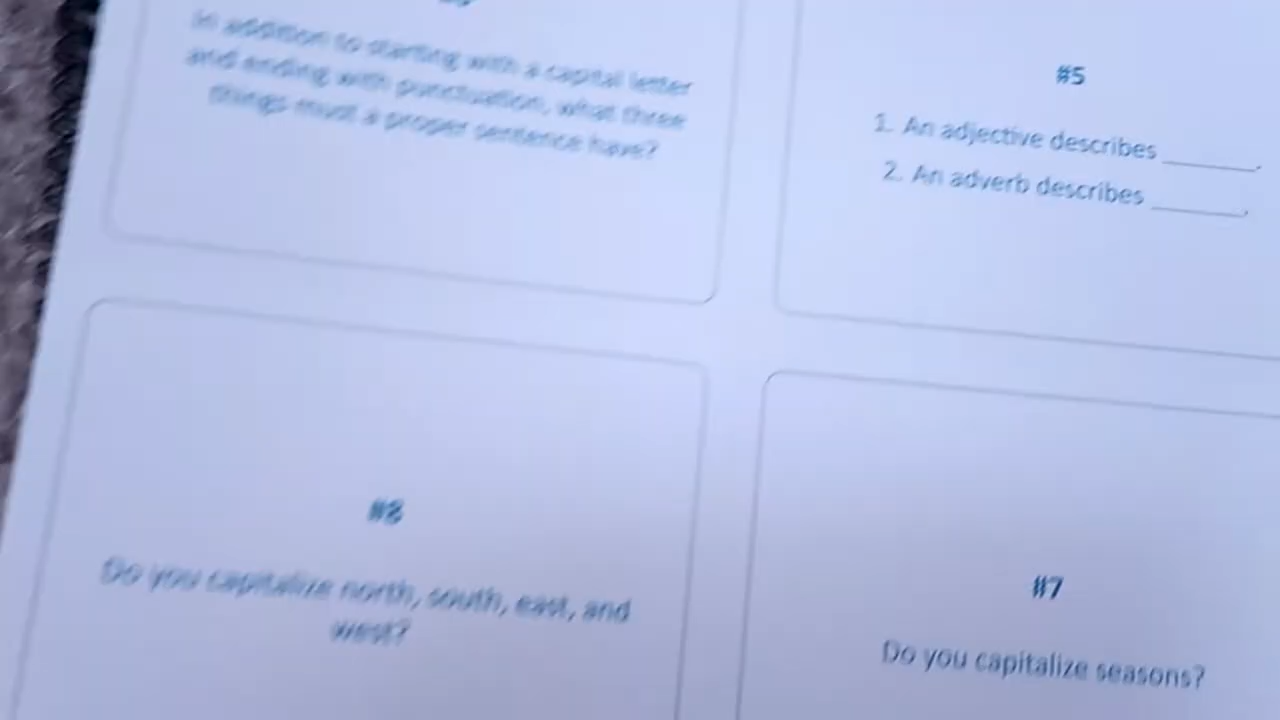 In addition to starting with a capital letter
and ending with punctuation, what three
things must a proper sentence have?
#5
1. An adjective describes ______.
2. An adverb describes ______.
#8
Do you capitalize north, south, east, and
west?
#7
Do you capitalize seasons?